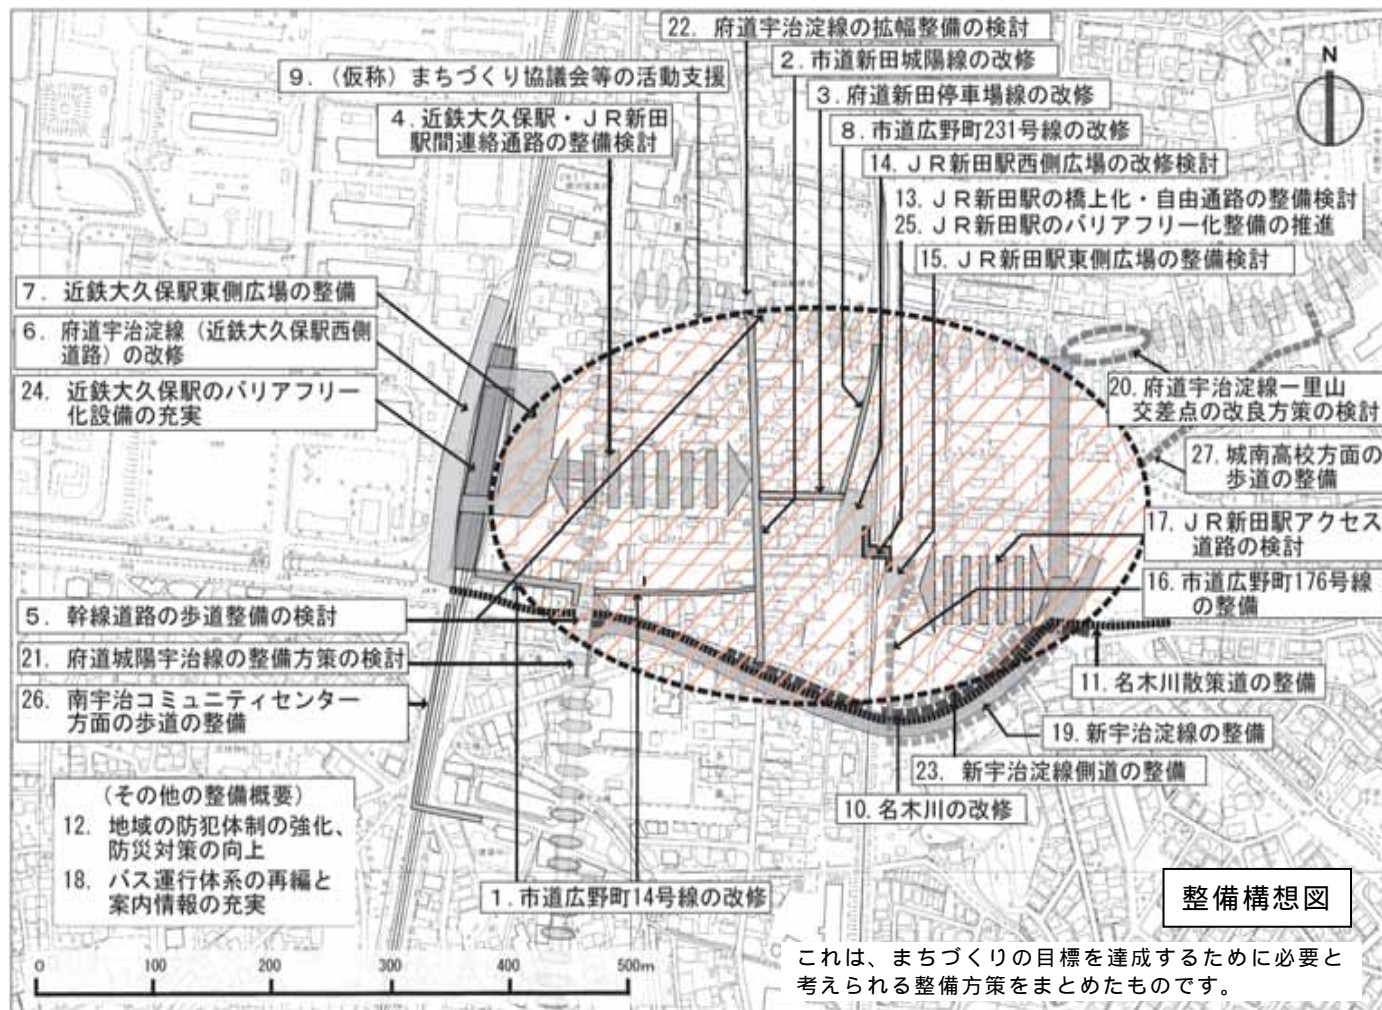 22. 府道宇治淀線の拡幅整備の検討
2. 市道新田城陽線の改修
9.（仮称）まちづくり協議会等の活動支援
3. 府道新田停車場線の改修
4. 近鉄大久保駅・ＪＲ新田
駅間連絡通路の整備検討
8. 市道広野町231号線の改修
14. ＪＲ新田駅西側広場の改修検討
13. ＪＲ新田駅の橋上化・自由通路の整備検討
25. ＪＲ新田駅のバリアフリー化整備の推進
15. ＪＲ新田駅東側広場の整備検討
N
7. 近鉄大久保駅東側広場の整備
6. 府道宇治淀線（近鉄大久保駅西側
道路）の改修
24. 近鉄大久保駅のバリアフリー
化設備の充実
20. 府道宇治淀線一里山
交差点の改良方策の検討
27. 城南高校方面の
歩道の整備
17. ＪＲ新田駅アクセス
道路の検討
16. 市道広野町176号線
の整備
5. 幹線道路の歩道整備の検討
21. 府道城陽宇治線の整備方策の検討
26. 南宇治コミュニティセンター
方面の歩道の整備
11. 名木川散策道の整備
19. 新宇治淀線の整備
23. 新宇治淀線側道の整備
10. 名木川の改修
（その他の整備概要）
12. 地域の防犯体制の強化、
防災対策の向上
18. バス運行体系の再編と
案内情報の充実
1. 市道広野町14号線の改修
整備構想図
これは、まちづくりの目標を達成するために必要と
考えられる整備方策をまとめたものです。
0 100 200 300 400 500m